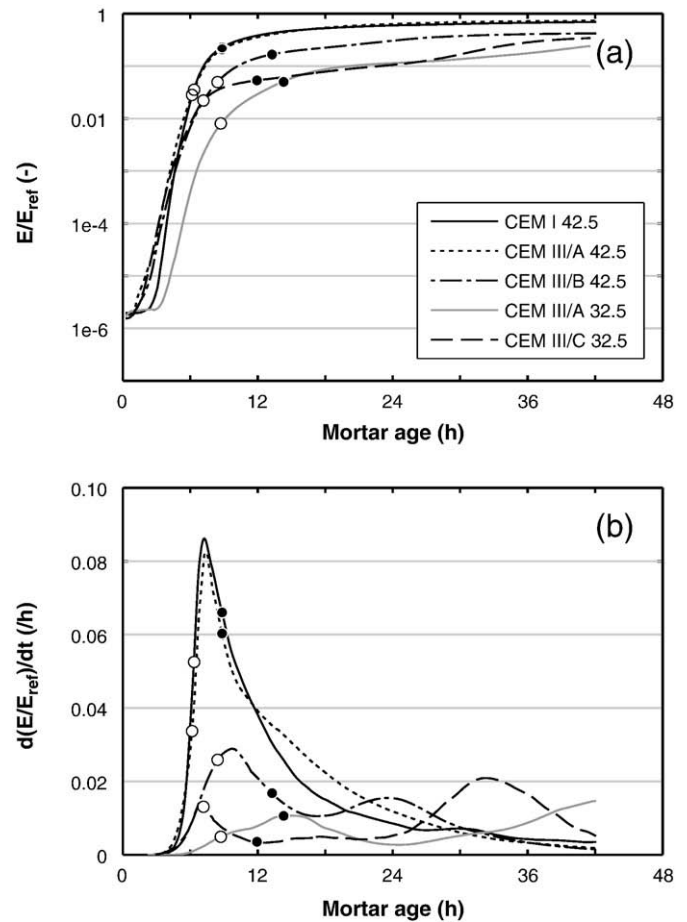 1
(a)
0.01
E/E_ref (-)
1e-4
CEM I 42.5
CEM III/A 42.5
CEM III/B 42.5
CEM III/A 32.5
CEM III/C 32.5
1e-6
0 12 24 36 48
Mortar age (h)
0.10
(b)
0.08
0.06
d(E/E_ref)/dt (/h)
0.04
0.02
0
0 12 24 36 48
Mortar age (h)